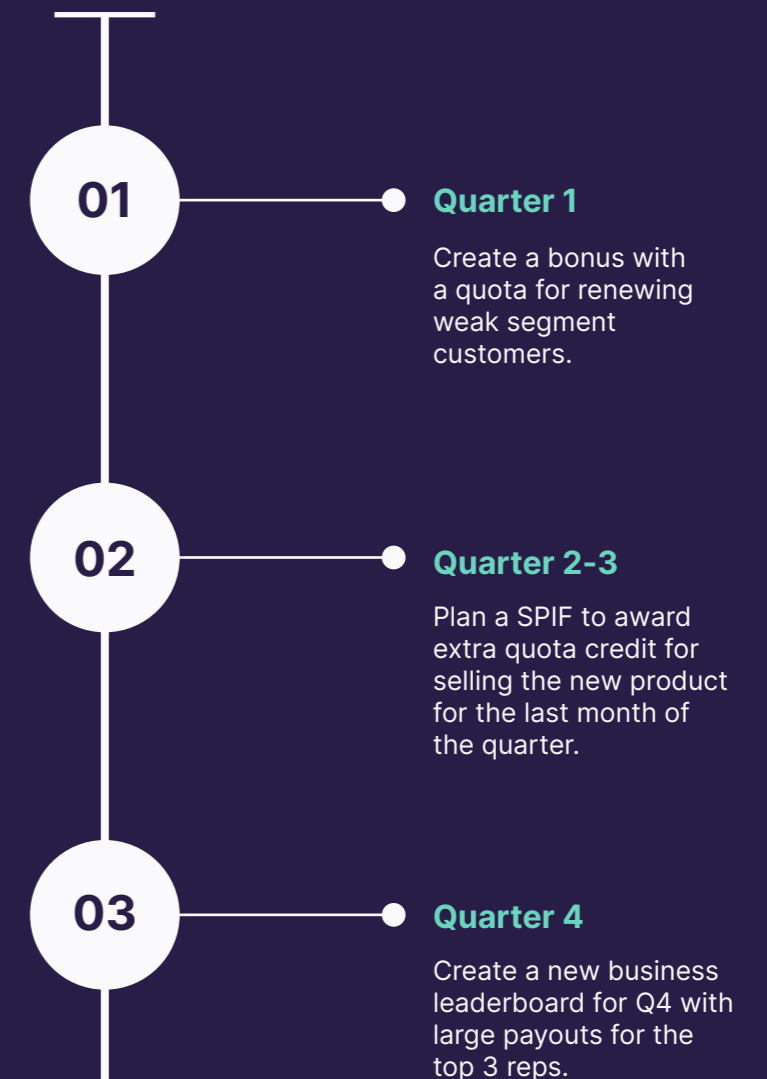 01
Quarter 1
Create a bonus with
a quota for renewing
weak segment
customers.
02
Quarter 2-3
Plan a SPIF to award
extra quota credit for
selling the new product
for the last month of
the quarter.
03
Quarter 4
Create a new business
leaderboard for Q4 with
large payouts for the
top 3 reps.